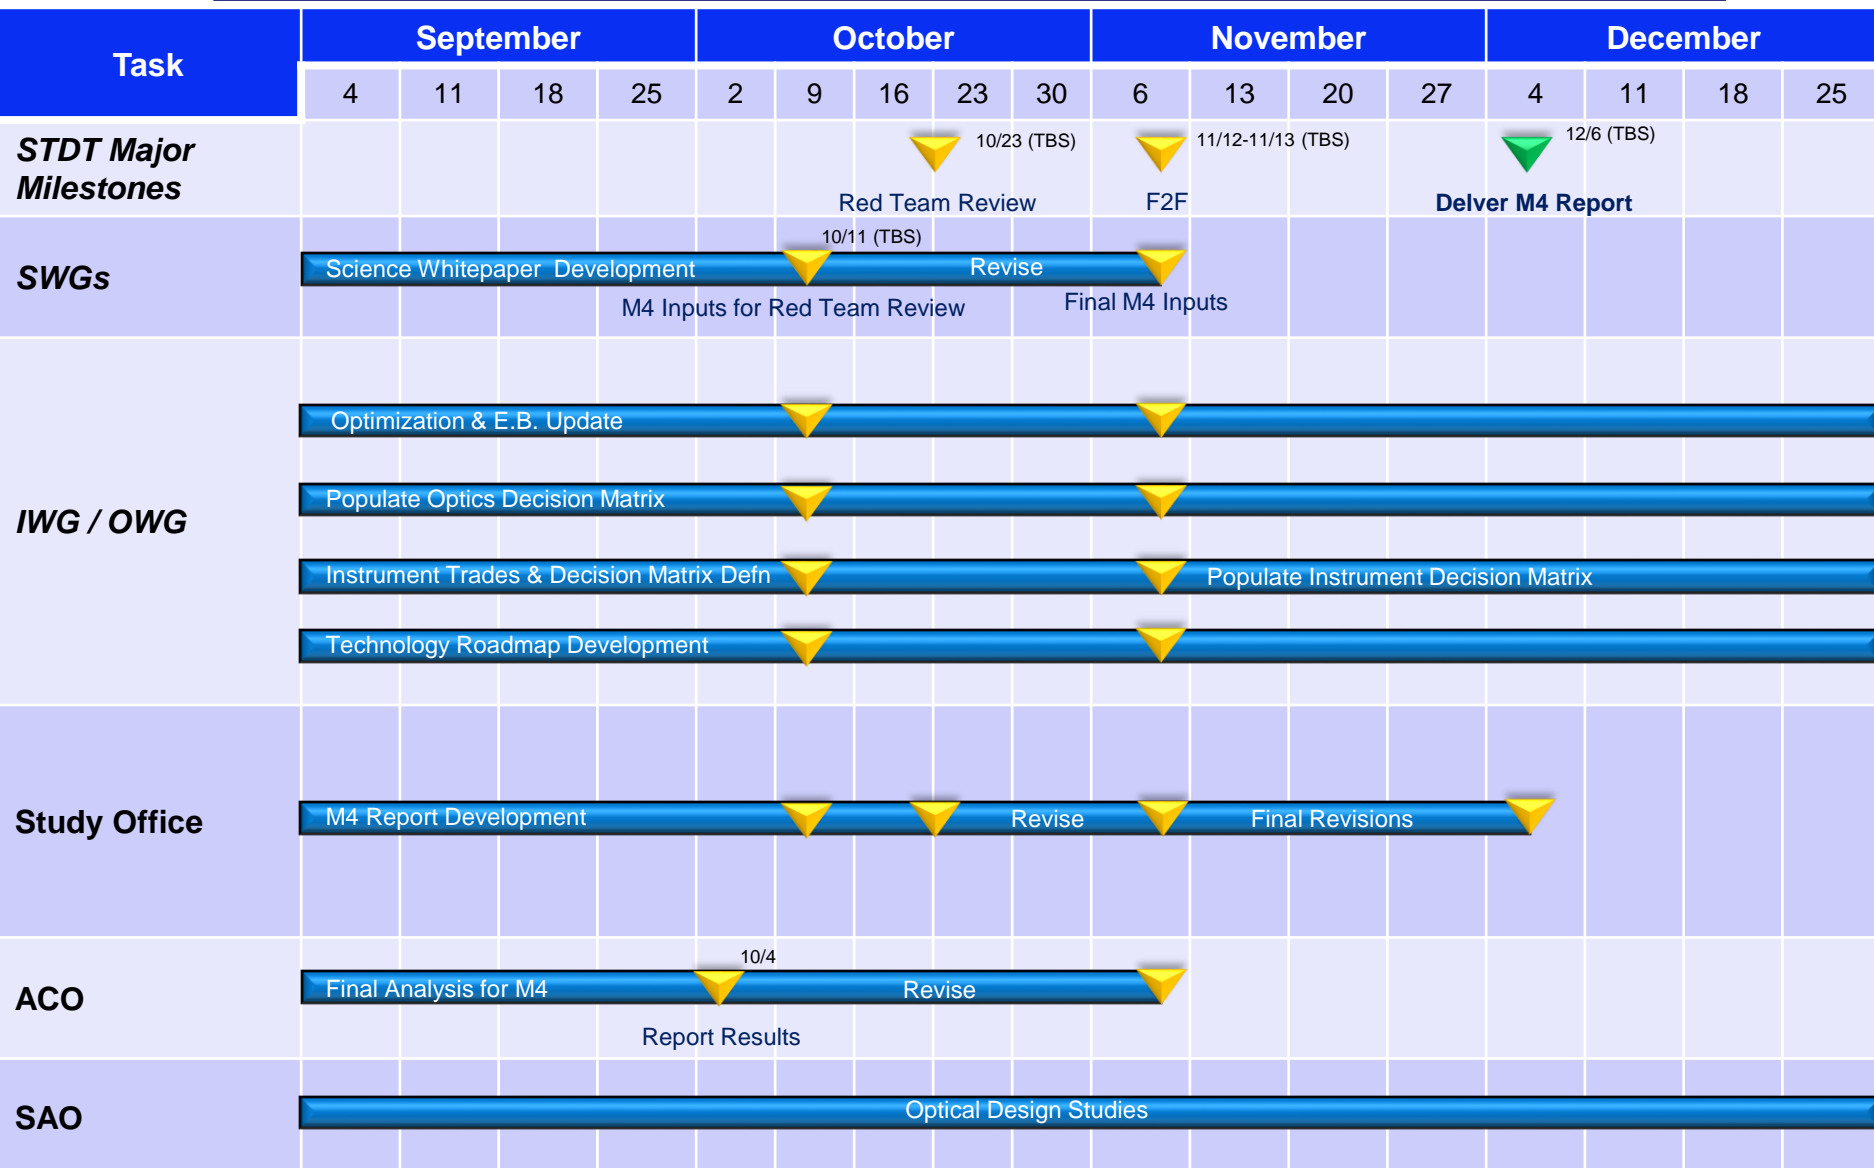 Task
September
October
November
December
4 11 18 25 2 9 16 23 30 6 13 20 27 4 11 18 25
STDT Major
Milestones
10/23 (TBS)
11/12-11/13 (TBS)
12/6 (TBS)
Red Team Review
F2F
Delver M4 Report
SWGs
10/11 (TBS)
Science Whitepaper Development
Revise
M4 Inputs for Red Team Review
Final M4 Inputs
IWG / OWG
Optimization & E.B. Update
Populate Optics Decision Matrix
Instrument Trades & Decision Matrix Defn
Populate Instrument Decision Matrix
Technology Roadmap Development
Study Office
M4 Report Development
Revise
Final Revisions
ACO
10/4
Final Analysis for M4
Revise
Report Results
SAO
Optical Design Studies